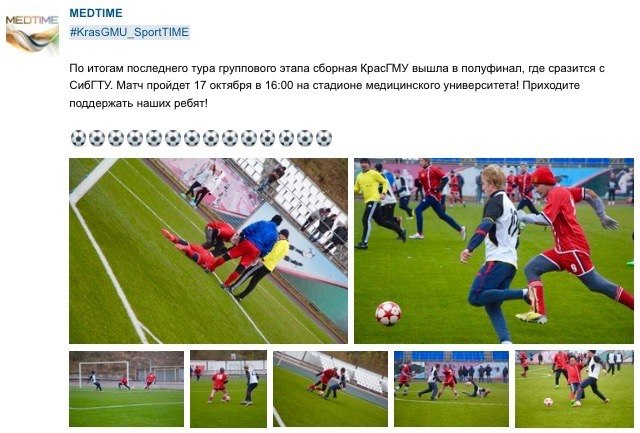 MEDTIME
MEDTIME
#KrasGMU_SportTIME
По итогам последнего тура группового этапа сборная КрасГМУ вышла в полуфинал, где сразится с
СибГТУ. Матч пройдет 17 октября в 16:00 на стадионе медицинского университета! Приходите
поддержать наших ребят!